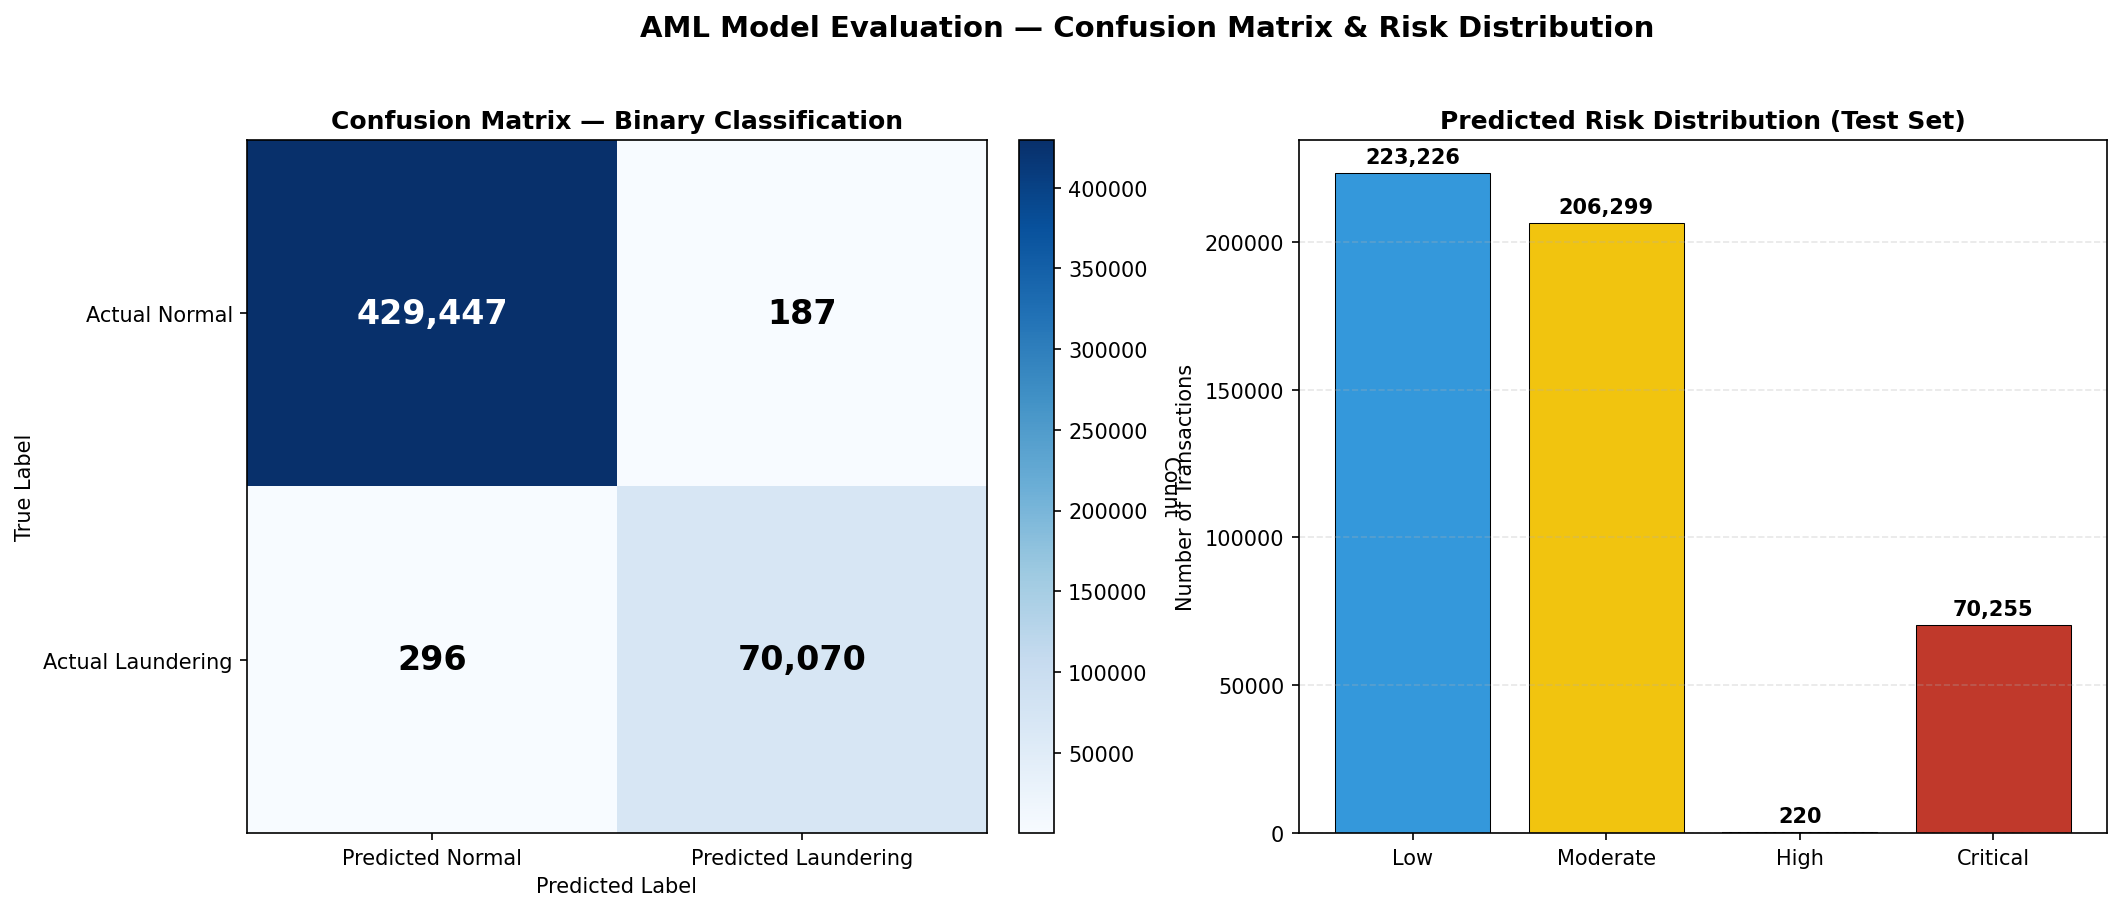 AML Model Evaluation — Confusion Matrix & Risk Distribution
Confusion Matrix — Binary Classification
429,447
187
296
70,070
Actual Normal
Actual Laundering
True Label
Predicted Normal
Predicted Laundering
Predicted Label
400000
350000
300000
250000
200000
150000
100000
50000
Count
Predicted Risk Distribution (Test Set)
Number of Transactions
200000
150000
100000
50000
0
223,226
206,299
220
70,255
Low
Moderate
High
Critical